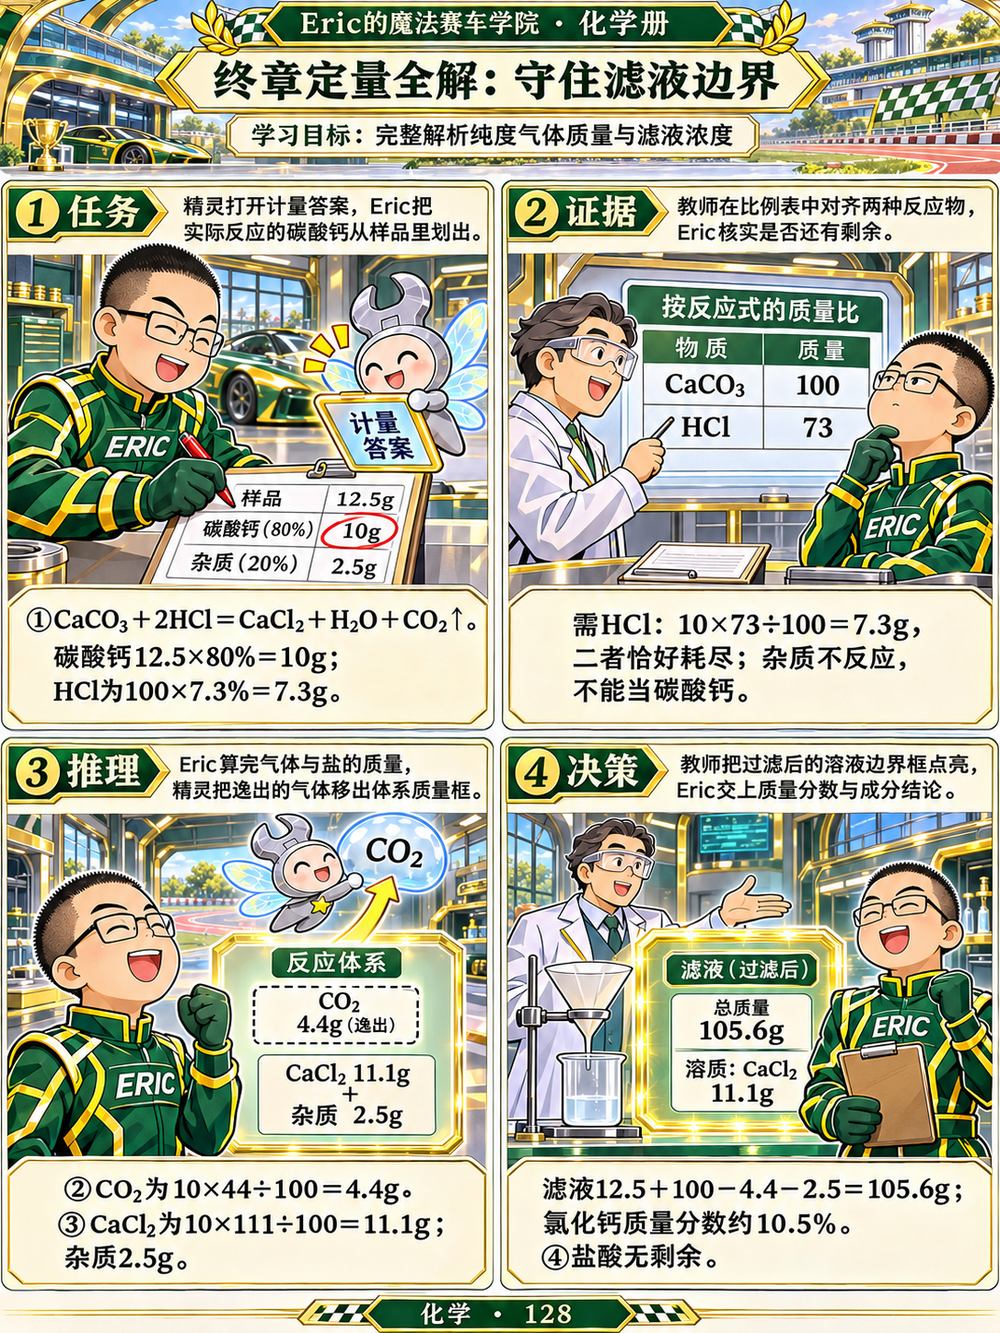 Eric的魔法赛车学院 · 化学册
终章定量全解：守住滤液边界
学习目标：完整解析纯度气体质量与滤液浓度
1 任务
精灵打开计量答案，Eric把
实际反应的碳酸钙从样品里划出。
计量
答案
ERIC
样品 12.5g
碳酸钙(80%) 10g
杂质(20%) 2.5g
①CaCO₃+2HCl=CaCl₂+H₂O+CO₂↑。
碳酸钙12.5×80%=10g；
HCl为100×7.3%=7.3g。
2 证据
教师在比例表中对齐两种反应物，
Eric核实是否还有剩余。
按反应式的质量比
物质 质量
CaCO₃ 100
HCl 73
ERIC
需HCl：10×73÷100=7.3g，
二者恰好耗尽；杂质不反应，
不能当碳酸钙。
3 推理
Eric算完气体与盐的质量，
精灵把逸出的气体移出体系质量框。
CO₂
反应体系
CO₂
4.4g(逸出)
CaCl₂ 11.1g
+
杂质 2.5g
ERIC
②CO₂为10×44÷100=4.4g。
③CaCl₂为10×111÷100=11.1g；
杂质2.5g。
4 决策
教师把过滤后的溶液边界框点亮，
Eric交上质量分数与成分结论。
滤液(过滤后)
总质量
105.6g
溶质：CaCl₂
11.1g
ERIC
滤液12.5+100−4.4−2.5=105.6g；
氯化钙质量分数约10.5%。
④盐酸无剩余。
化学 · 128